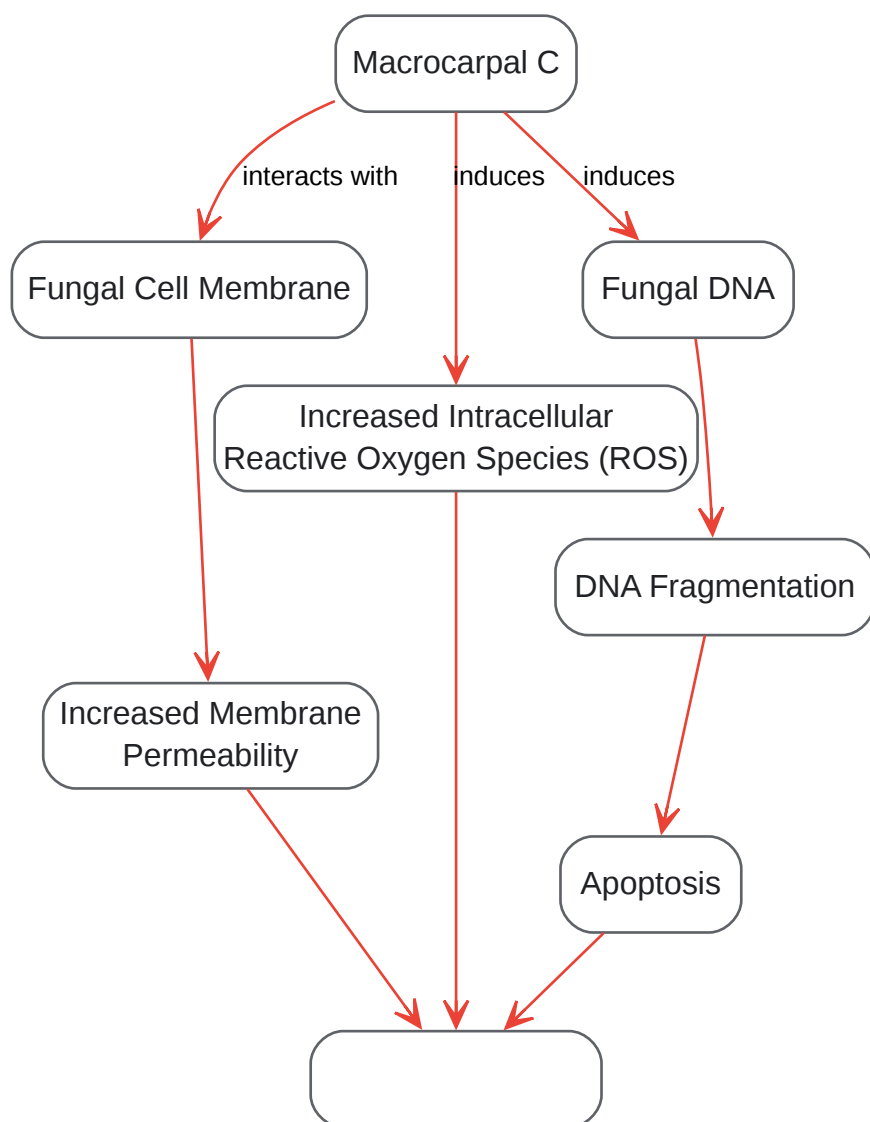 Macrocarpal C
interacts with
induces
induces
Fungal Cell Membrane
Fungal DNA
Increased Intracellular
Reactive Oxygen Species (ROS)
DNA Fragmentation
Increased Membrane
Permeability
Apoptosis